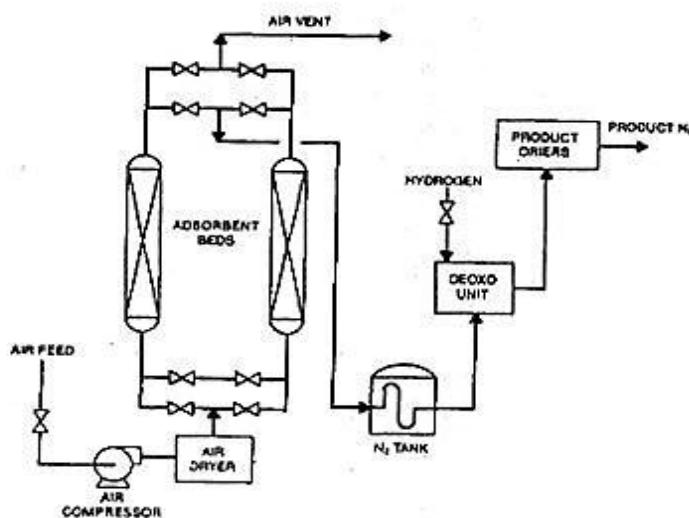 AIR VENT
PRODUCT N₂
PRODUCT
DRIERS
HYDROGEN
ADSORBENT
BEDS
DEOXO
UNIT
AIR FEED
AIR
DRYER
N₂ TANK
AIR
COMPRESSOR